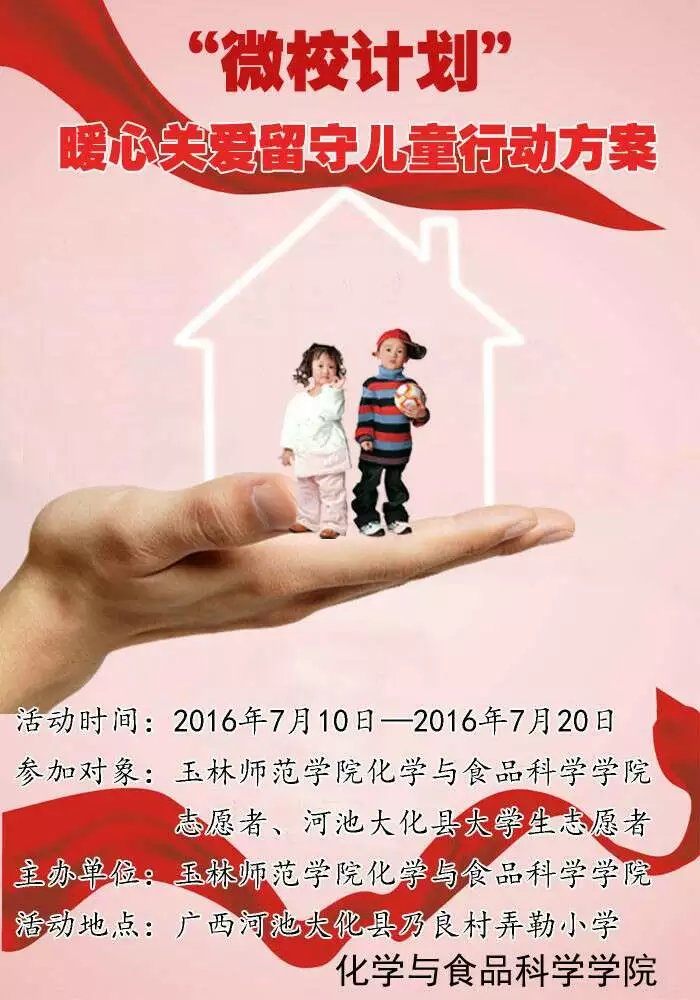 “微校计划”
暖心关爱留守儿童行动方案
活动时间：2016年7月10日—2016年7月20日
参加对象：玉林师范学院化学与食品科学学院
志愿者、河池大化县大学生志愿者
主办单位：玉林师范学院化学与食品科学学院
活动地点：广西河池大化县乃良村弄勒小学
化学与食品科学学院